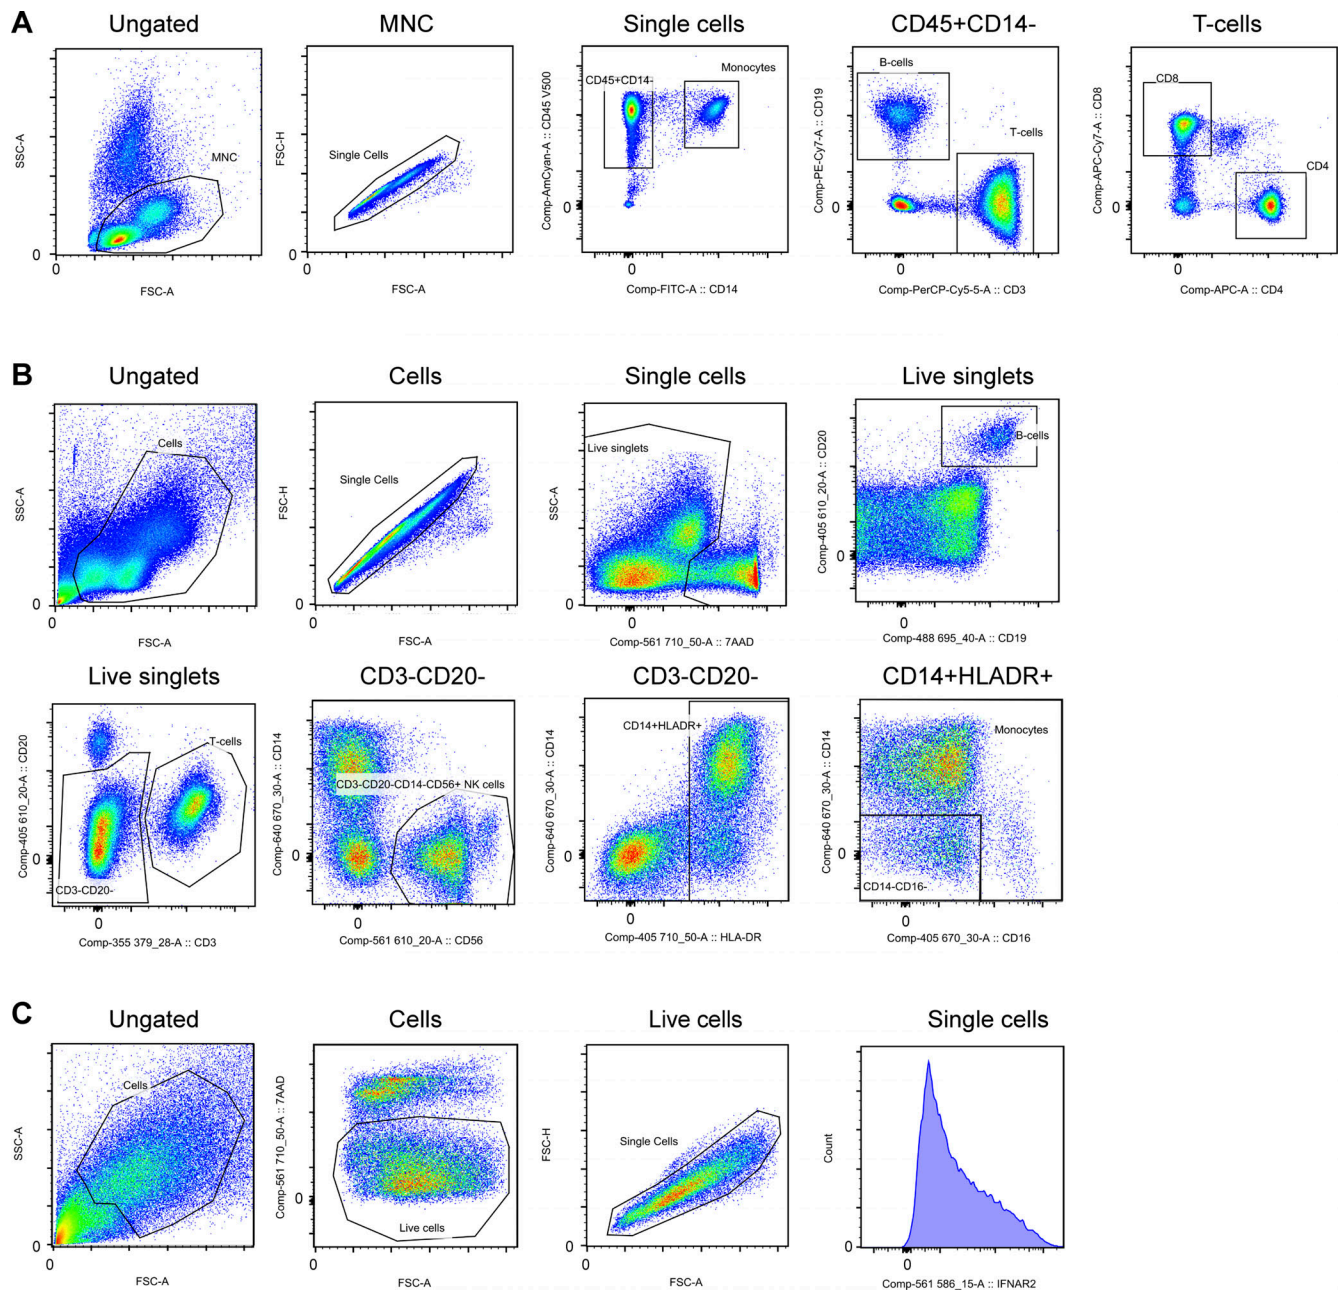 A
Ungated
MNC
Single cells
CD45+CD14-
T-cells
SSC-A
MNC
0
0
FSC-A
FSC-H
Single Cells
0
0
FSC-A
Comp-AmCyan-A :: CD45 V500
CD45+CD14-
Monocytes
0
0
Comp-FITC-A :: CD14
Comp-PE-Cy7-A :: CD19
B-cells
T-cells
0
0
Comp-PerCP-Cy5-5-A :: CD3
Comp-APC-Cy7-A :: CD8
CD8
CD4
0
0
Comp-APC-A :: CD4
B
Ungated
Cells
Single cells
Live singlets
SSC-A
Cells
0
0
FSC-A
FSC-H
Single Cells
0
0
FSC-A
SSC-A
Live singlets
0
0
Comp-561 710_50-A :: 7AAD
Comp-405 610_20-A :: CD20
B-cells
0
0
Comp-488 695_40-A :: CD19
Live singlets
CD3-CD20-
CD3-CD20-
CD14+HLADR+
Comp-405 610_20-A :: CD20
T-cells
0
CD3-CD20-
0
Comp-355 379_28-A :: CD3
Comp-640 670_30-A :: CD14
CD3-CD20-CD14-CD56+ NK cells
0
0
Comp-561 610_20-A :: CD56
Comp-640 670_30-A :: CD14
CD14+HLADR+
0
0
Comp-405 710_50-A :: HLA-DR
Comp-640 670_30-A :: CD14
Monocytes
0
CD14-CD16-
0
Comp-405 670_30-A :: CD16
C
Ungated
Cells
Live cells
Single cells
SSC-A
Cells
0
0
FSC-A
Comp-561 710_50-A :: 7AAD
0
Live cells
0
FSC-A
FSC-H
Single Cells
0
0
FSC-A
Count
0
0
Comp-561 586_15-A :: IFNAR2